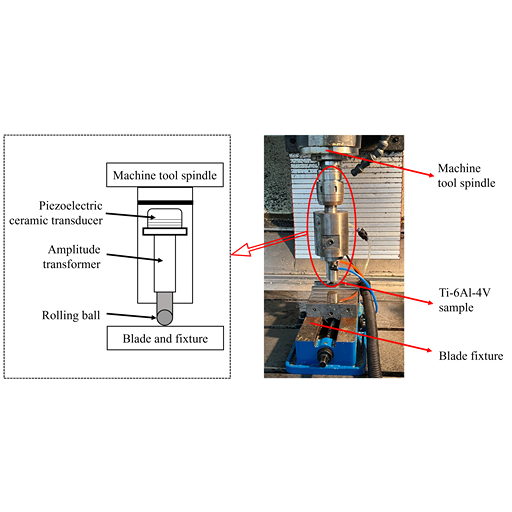 Machine tool spindle
Piezoelectric
ceramic transducer
Amplitude
transformer
Rolling ball
Blade and fixture
Machine
tool spindle
Ti-6Al-4V
sample
Blade fixture